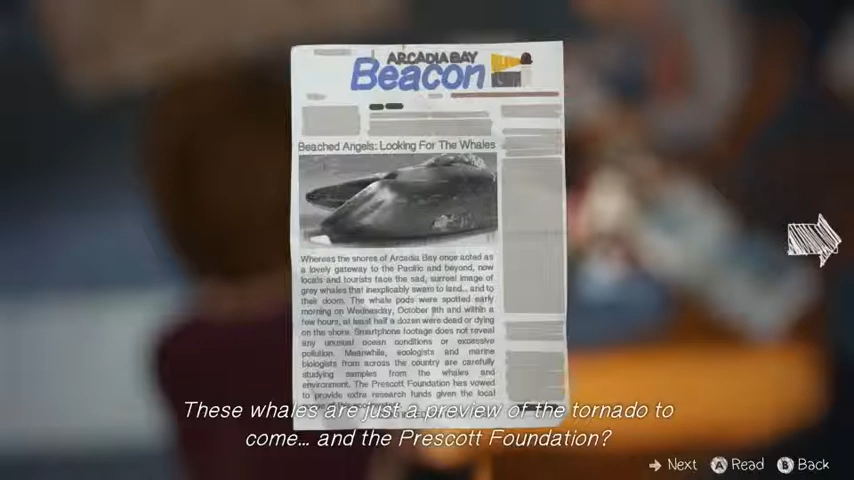 ARCADIA BAY
Beacon
Beached Angels: Looking For The Whales
Whereas the shores of Arcadia Bay once acted as
a lovely gateway to the Pacific and beyond, now
locals and tourists face the sad, surreal image of
grey whales that inexplicably swam to land... and to
their doom. The whale pods were spotted early
morning on Wednesday, October 9th and within a
few hours, at least half a dozen were dead or dying
on the shore. Smartphone footage does not reveal
any unusual ocean conditions or excessive
pollution. Meanwhile, ecologists and marine
biologists from across the country are carefully
studying samples from the whales and
environment. The Prescott Foundation has vowed
to provide extra research funds given the local
These whales are just a preview of the tornado to
come... and the Prescott Foundation?
Next Read Back